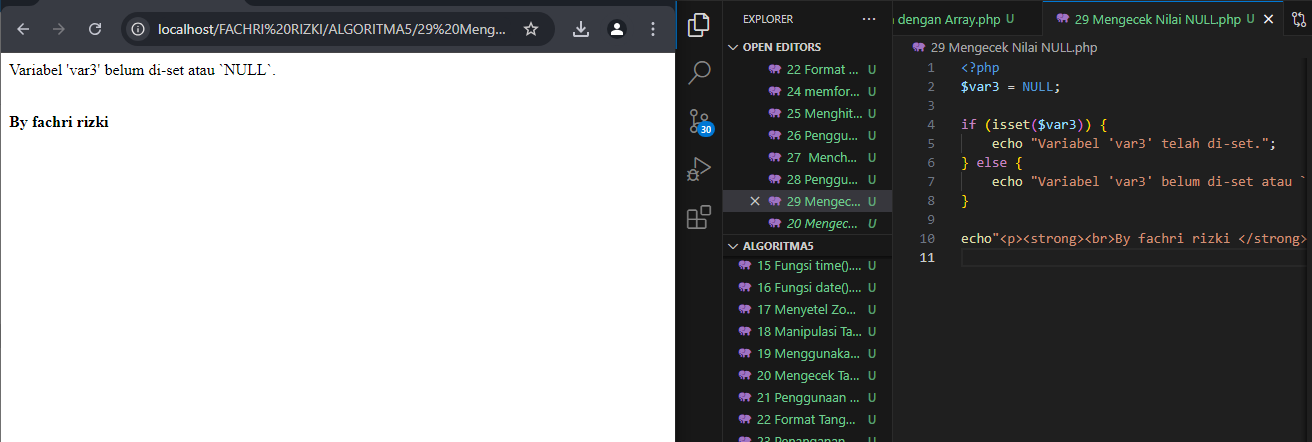 localhost/FACHRI%20RIZKI/ALGORITMA5/29%20Meng...
Variabel 'var3' belum di-set atau `NULL`.
By fachri rizki
30
EXPLORER
OPEN EDITORS
22 Format ... U
24 memfor... U
25 Menghit... U
26 Penggu... U
27 Mench... U
28 Penggu... U
29 Mengec... U
20 Mengec... U
ALGORITMA5
15 Fungsi time().... U
16 Fungsi date().... U
17 Menyetel Zo... U
18 Manipulasi Ta... U
19 Menggunaka... U
20 Mengecek Ta... U
21 Penggunaan ... U
22 Format Tang... U
23 Penanganan
dengan Array.php U
29 Mengecek Nilai NULL.php U
29 Mengecek Nilai NULL.php
1 <?php
2 $var3 = NULL;
3
4 if (isset($var3)) {
5 echo "Variabel 'var3' telah di-set.";
6 } else {
7 echo "Variabel 'var3' belum di-set atau `
8 }
9
10 echo"<p><strong><br>By fachri rizki </strong>
11